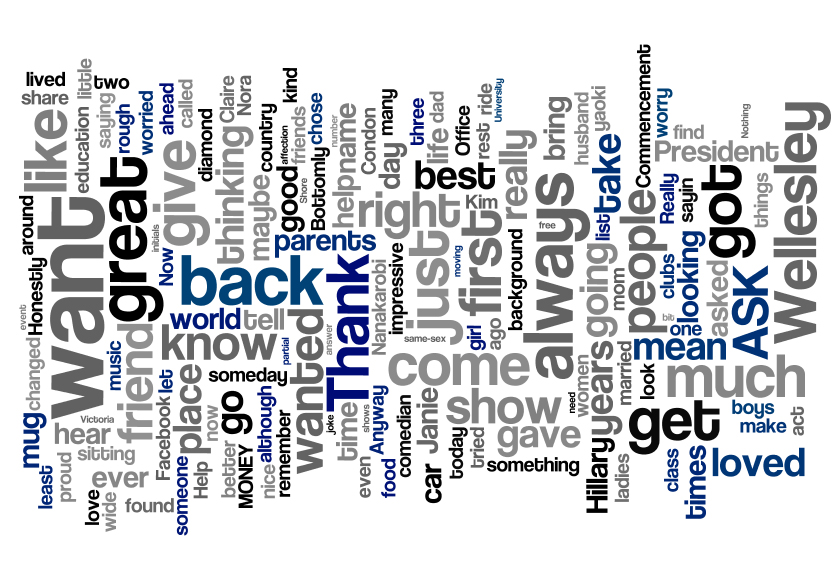 lived
share
little
education
two
saying
rough
worried
ahead
called
diamond
Claire
Nora
country
kind
affection
friends
chose
number
Condon
many
three
dad
life
Office
rest
ride
University
bring
husband
yaoki
Commencement
worry
find
President
Nothing
Wellesley
like
want
great
give
thinking
maybe
good
Shore
Bottomly
help
name
day
best
really
always
take
list
people
Really
sayin
got
things
around
Honestly
event
changed
initials
Now
parents
right
Kim
first
just
moving
background
free
going
mom
clubs
looking
asked
ASK
back
Thank
Nanakarobi
impressive
world
tell
know
wanted
partial
answer
same-sex
girl
ago
bit
one
mean
much
friend
music
let
someday
come
show
gave
years
married
women
need
look
get
boys
make
act
mug
hear
Victoria
sitting
Facebook
place
now
go
although
remember
joke
time
shows
Anyway
comedian
Janie
today
tried
something
Hillary
ladies
class
times
loved
least
proud
ever
love
wide
found
someone
Help
better
MONEY
nice
even
food
car